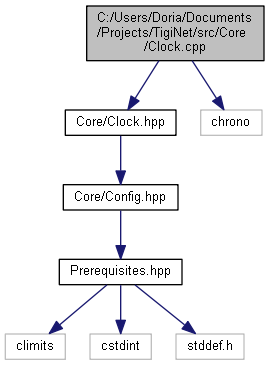 C:/Users/Doria/Documents
/Projects/TigiNet/src/Core
/Clock.cpp
Core/Clock.hpp
chrono
Core/Config.hpp
Prerequisites.hpp
climits
cstdint
stddef.h